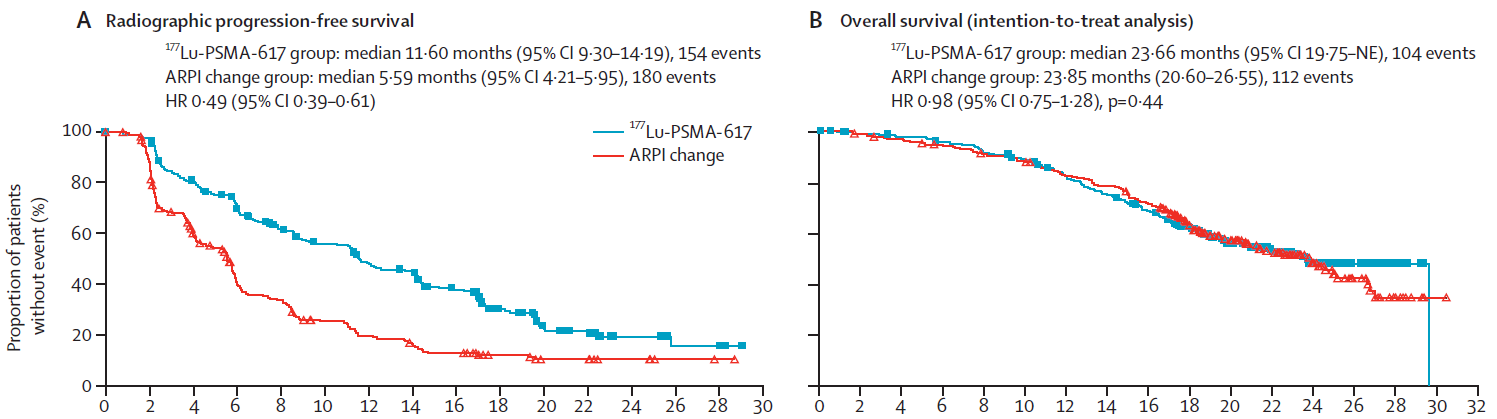 A Radiographic progression-free survival
¹⁷⁷Lu-PSMA-617 group: median 11·60 months (95% CI 9·30–14·19), 154 events
ARPI change group: median 5·59 months (95% CI 4·21–5·95), 180 events
HR 0·49 (95% CI 0·39–0·61)
100
80
60
40
20
0
Proportion of patients
without event (%)
¹⁷⁷Lu-PSMA-617
ARPI change
0 2 4 6 8 10 12 14 16 18 20 22 24 26 28 30
B Overall survival (intention-to-treat analysis)
¹⁷⁷Lu-PSMA-617 group: median 23·66 months (95% CI 19·75–NE), 104 events
ARPI change group: 23·85 months (20·60–26·55), 112 events
HR 0·98 (95% CI 0·75–1·28), p=0·44
0 2 4 6 8 10 12 14 16 18 20 22 24 26 28 30 32